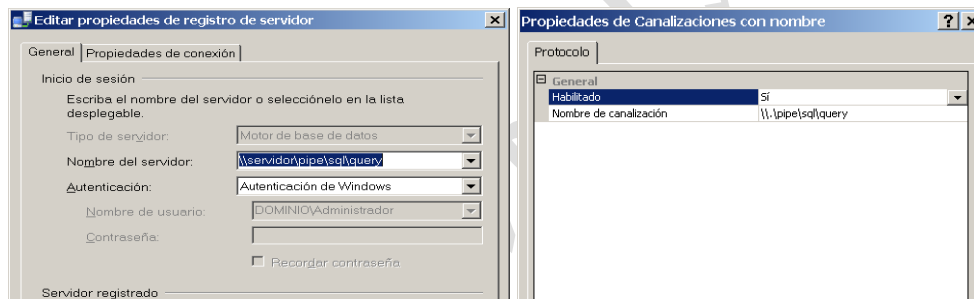 Editar propiedades de registro de servidor
General Propiedades de conexión
Inicio de sesión
Escriba el nombre del servidor o selecciónelo en la lista
desplegable.
Tipo de servidor: Motor de base de datos
Nombre del servidor: \\servidor\pipe\sql\query
Autenticación: Autenticación de Windows
Nombre de usuario: DOMINIO\Administrador
Contraseña:
Recordar contraseña
Servidor registrado
Propiedades de Canalizaciones con nombre
Protocolo
General
Habilitado Sí
Nombre de canalización \\.\pipe\sql\query